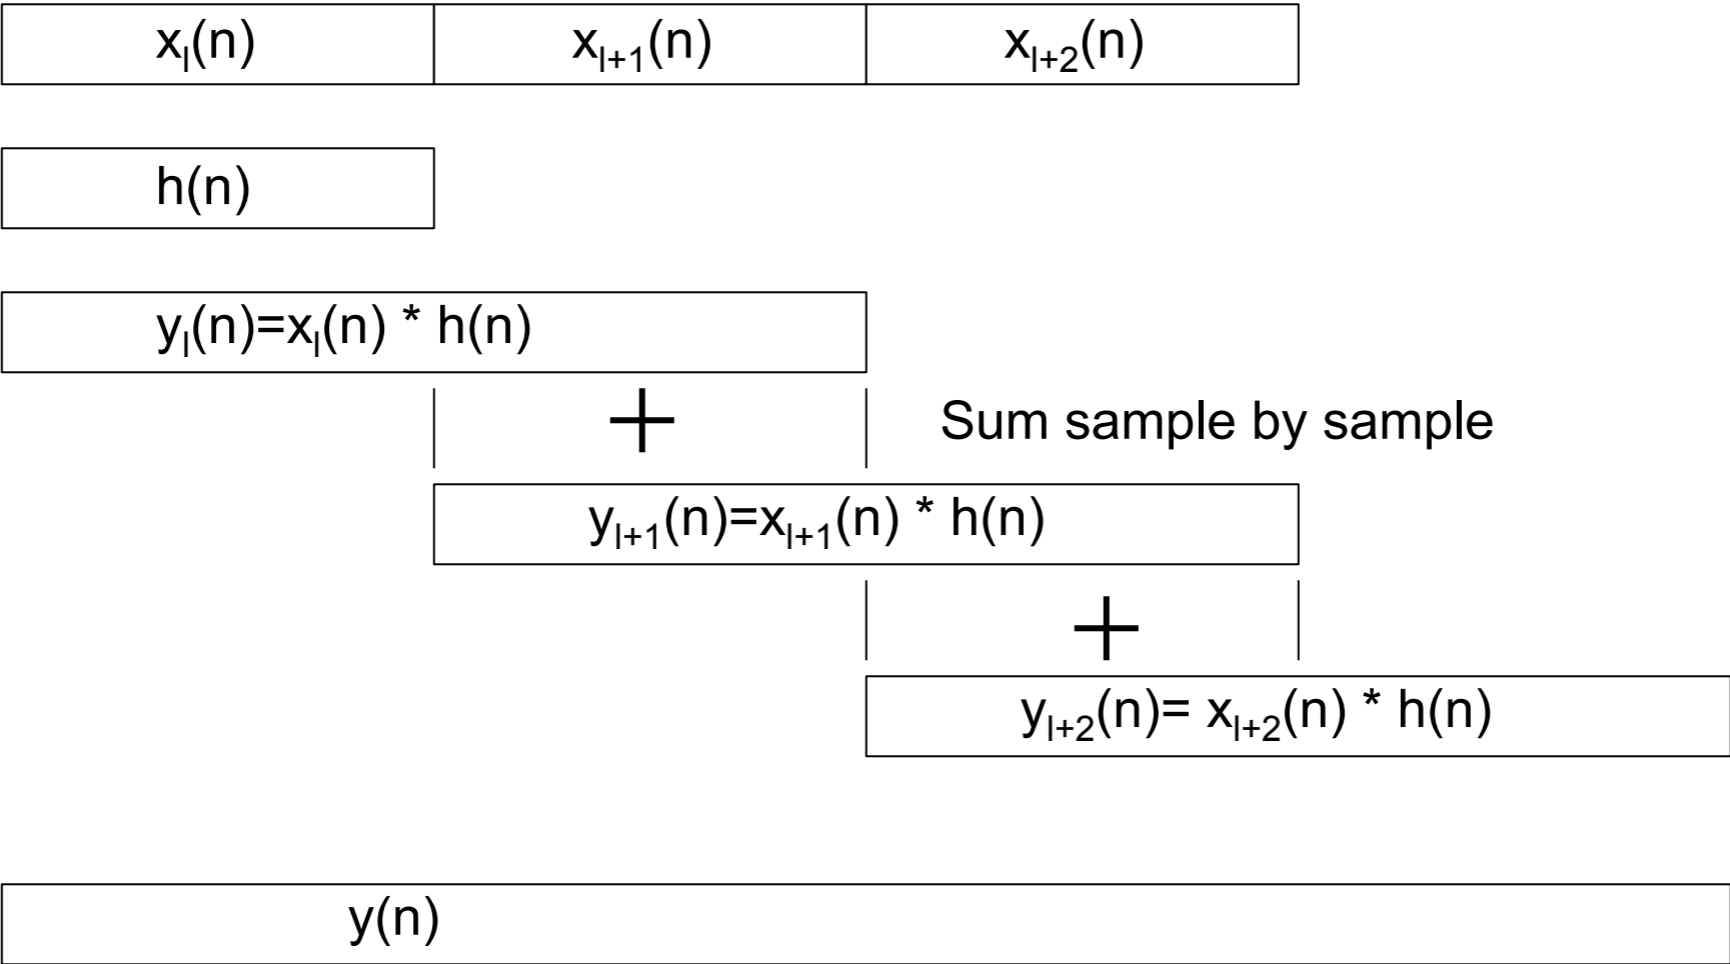 xₗ(n) xₗ₊₁(n) xₗ₊₂(n)
h(n)
yₗ(n)=xₗ(n) * h(n)
+ Sum sample by sample
yₗ₊₁(n)=xₗ₊₁(n) * h(n)
+
yₗ₊₂(n)= xₗ₊₂(n) * h(n)
y(n)